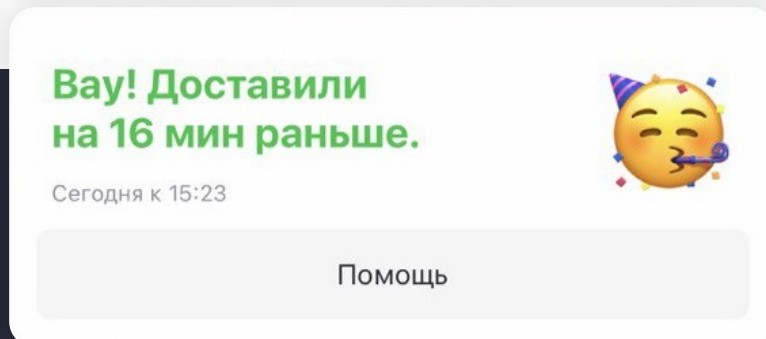 Вау! Доставили
на 16 мин раньше.
Сегодня к 15:23
Помощь